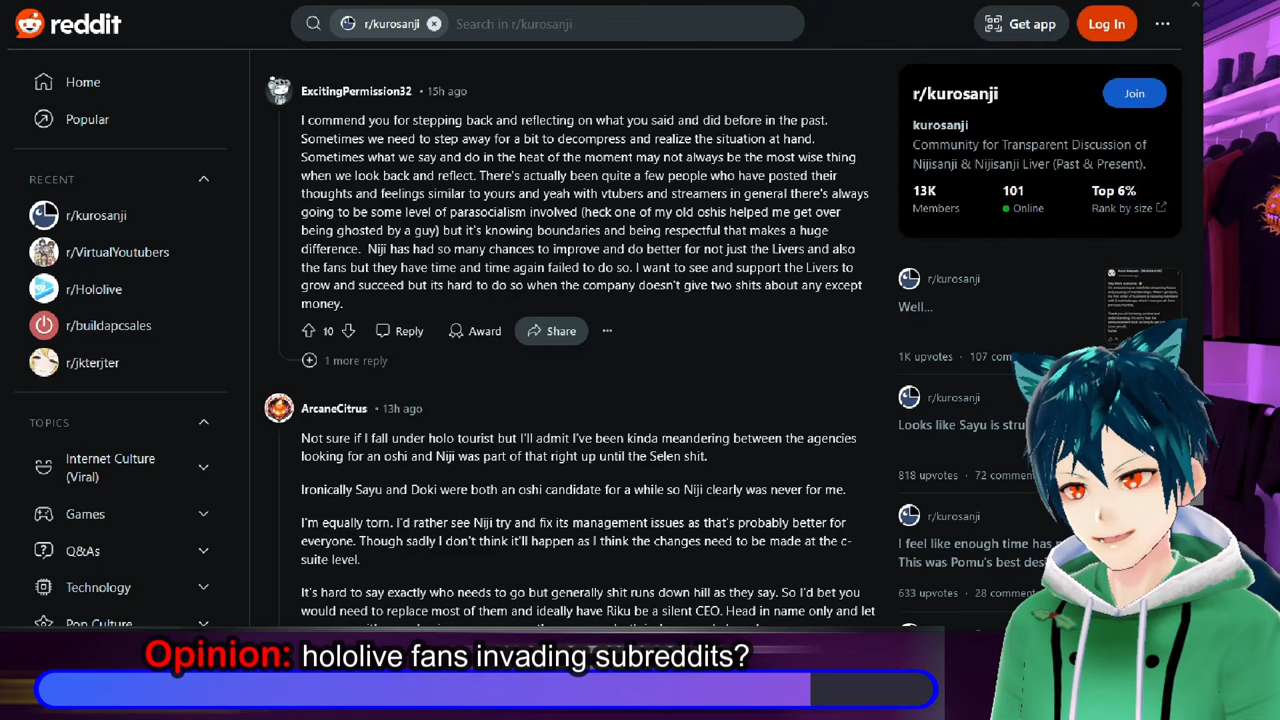 reddit
r/kurosanji
Search in r/kurosanji
Get app
Log In
Home
Popular
RECENT
r/kurosanji
r/VirtualYoutubers
r/Hololive
r/buildapcsales
r/jkterjter
TOPICS
Internet Culture
(Viral)
Games
Q&As
Technology
Pop Culture
ExcitingPermission32 • 15h ago
I commend you for stepping back and reflecting on what you said and did before in the past.
Sometimes we need to step away for a bit to decompress and realize the situation at hand.
Sometimes what we say and do in the heat of the moment may not always be the most wise thing
when we look back and reflect. There's actually been quite a few people who have posted their
thoughts and feelings similar to yours and yeah with vtubers and streamers in general there's always
going to be some level of parasocialism involved (heck one of my old oshis helped me get over
being ghosted by a guy) but it's knowing boundaries and being respectful that makes a huge
difference. Niji has had so many chances to improve and do better for not just the Livers and also
the fans but they have time and time again failed to do so. I want to see and support the Livers to
grow and succeed but its hard to do so when the company doesn't give two shits about any except
money.
10
Reply
Award
Share
1 more reply
ArcaneCitrus • 13h ago
Not sure if I fall under holo tourist but I'll admit I've been kinda meandering between the agencies
looking for an oshi and Niji was part of that right up until the Selen shit.
Ironically Sayu and Doki were both an oshi candidate for a while so Niji clearly was never for me.
I'm equally torn. I'd rather see Niji try and fix its management issues as that's probably better for
everyone. Though sadly I don't think it'll happen as I think the changes need to be made at the c-
suite level.
It's hard to say exactly who needs to go but generally shit runs down hill as they say. So I'd bet you
would need to replace most of them and ideally have Riku be a silent CEO. Head in name only and let
r/kurosanji
Join
kurosanji
Community for Transparent Discussion of
Nijisanji & Nijisanji Liver (Past & Present).
13K
Members
101
Online
Top 6%
Rank by size
r/kurosanji
Well...
1K upvotes • 107 com
r/kurosanji
Looks like Sayu is stru
818 upvotes • 72 commen
r/kurosanji
I feel like enough time has
This was Pomu's best desi
633 upvotes • 28 comme
Opinion: hololive fans invading subreddits?